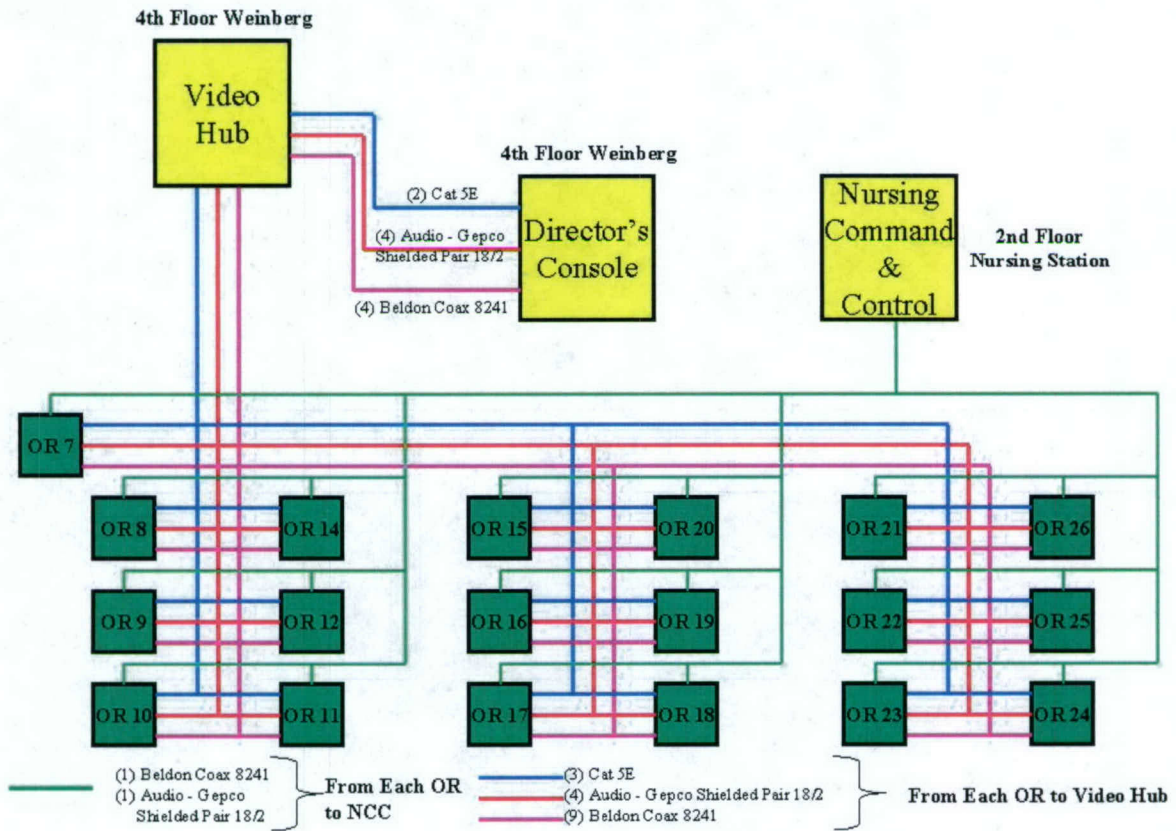 4th Floor Weinberg
Video
Hub
4th Floor Weinberg
(2) Cat 5E
(4) Audio - Gepco
Shielded Pair 18/2
(4) Beldon Coax 8241
Director's
Console
Nursing
Command
&
Control
2nd Floor
Nursing Station
OR 7
OR 8
OR 14
OR 15
OR 20
OR 21
OR 26
OR 9
OR 12
OR 16
OR 19
OR 22
OR 25
OR 10
OR 11
OR 17
OR 18
OR 23
OR 24
(1) Beldon Coax 8241
(1) Audio - Gepco
Shielded Pair 18/2
From Each OR
to NCC
(3) Cat 5E
(4) Audio - Gepco Shielded Pair 18/2
(9) Beldon Coax 8241
From Each OR to Video Hub